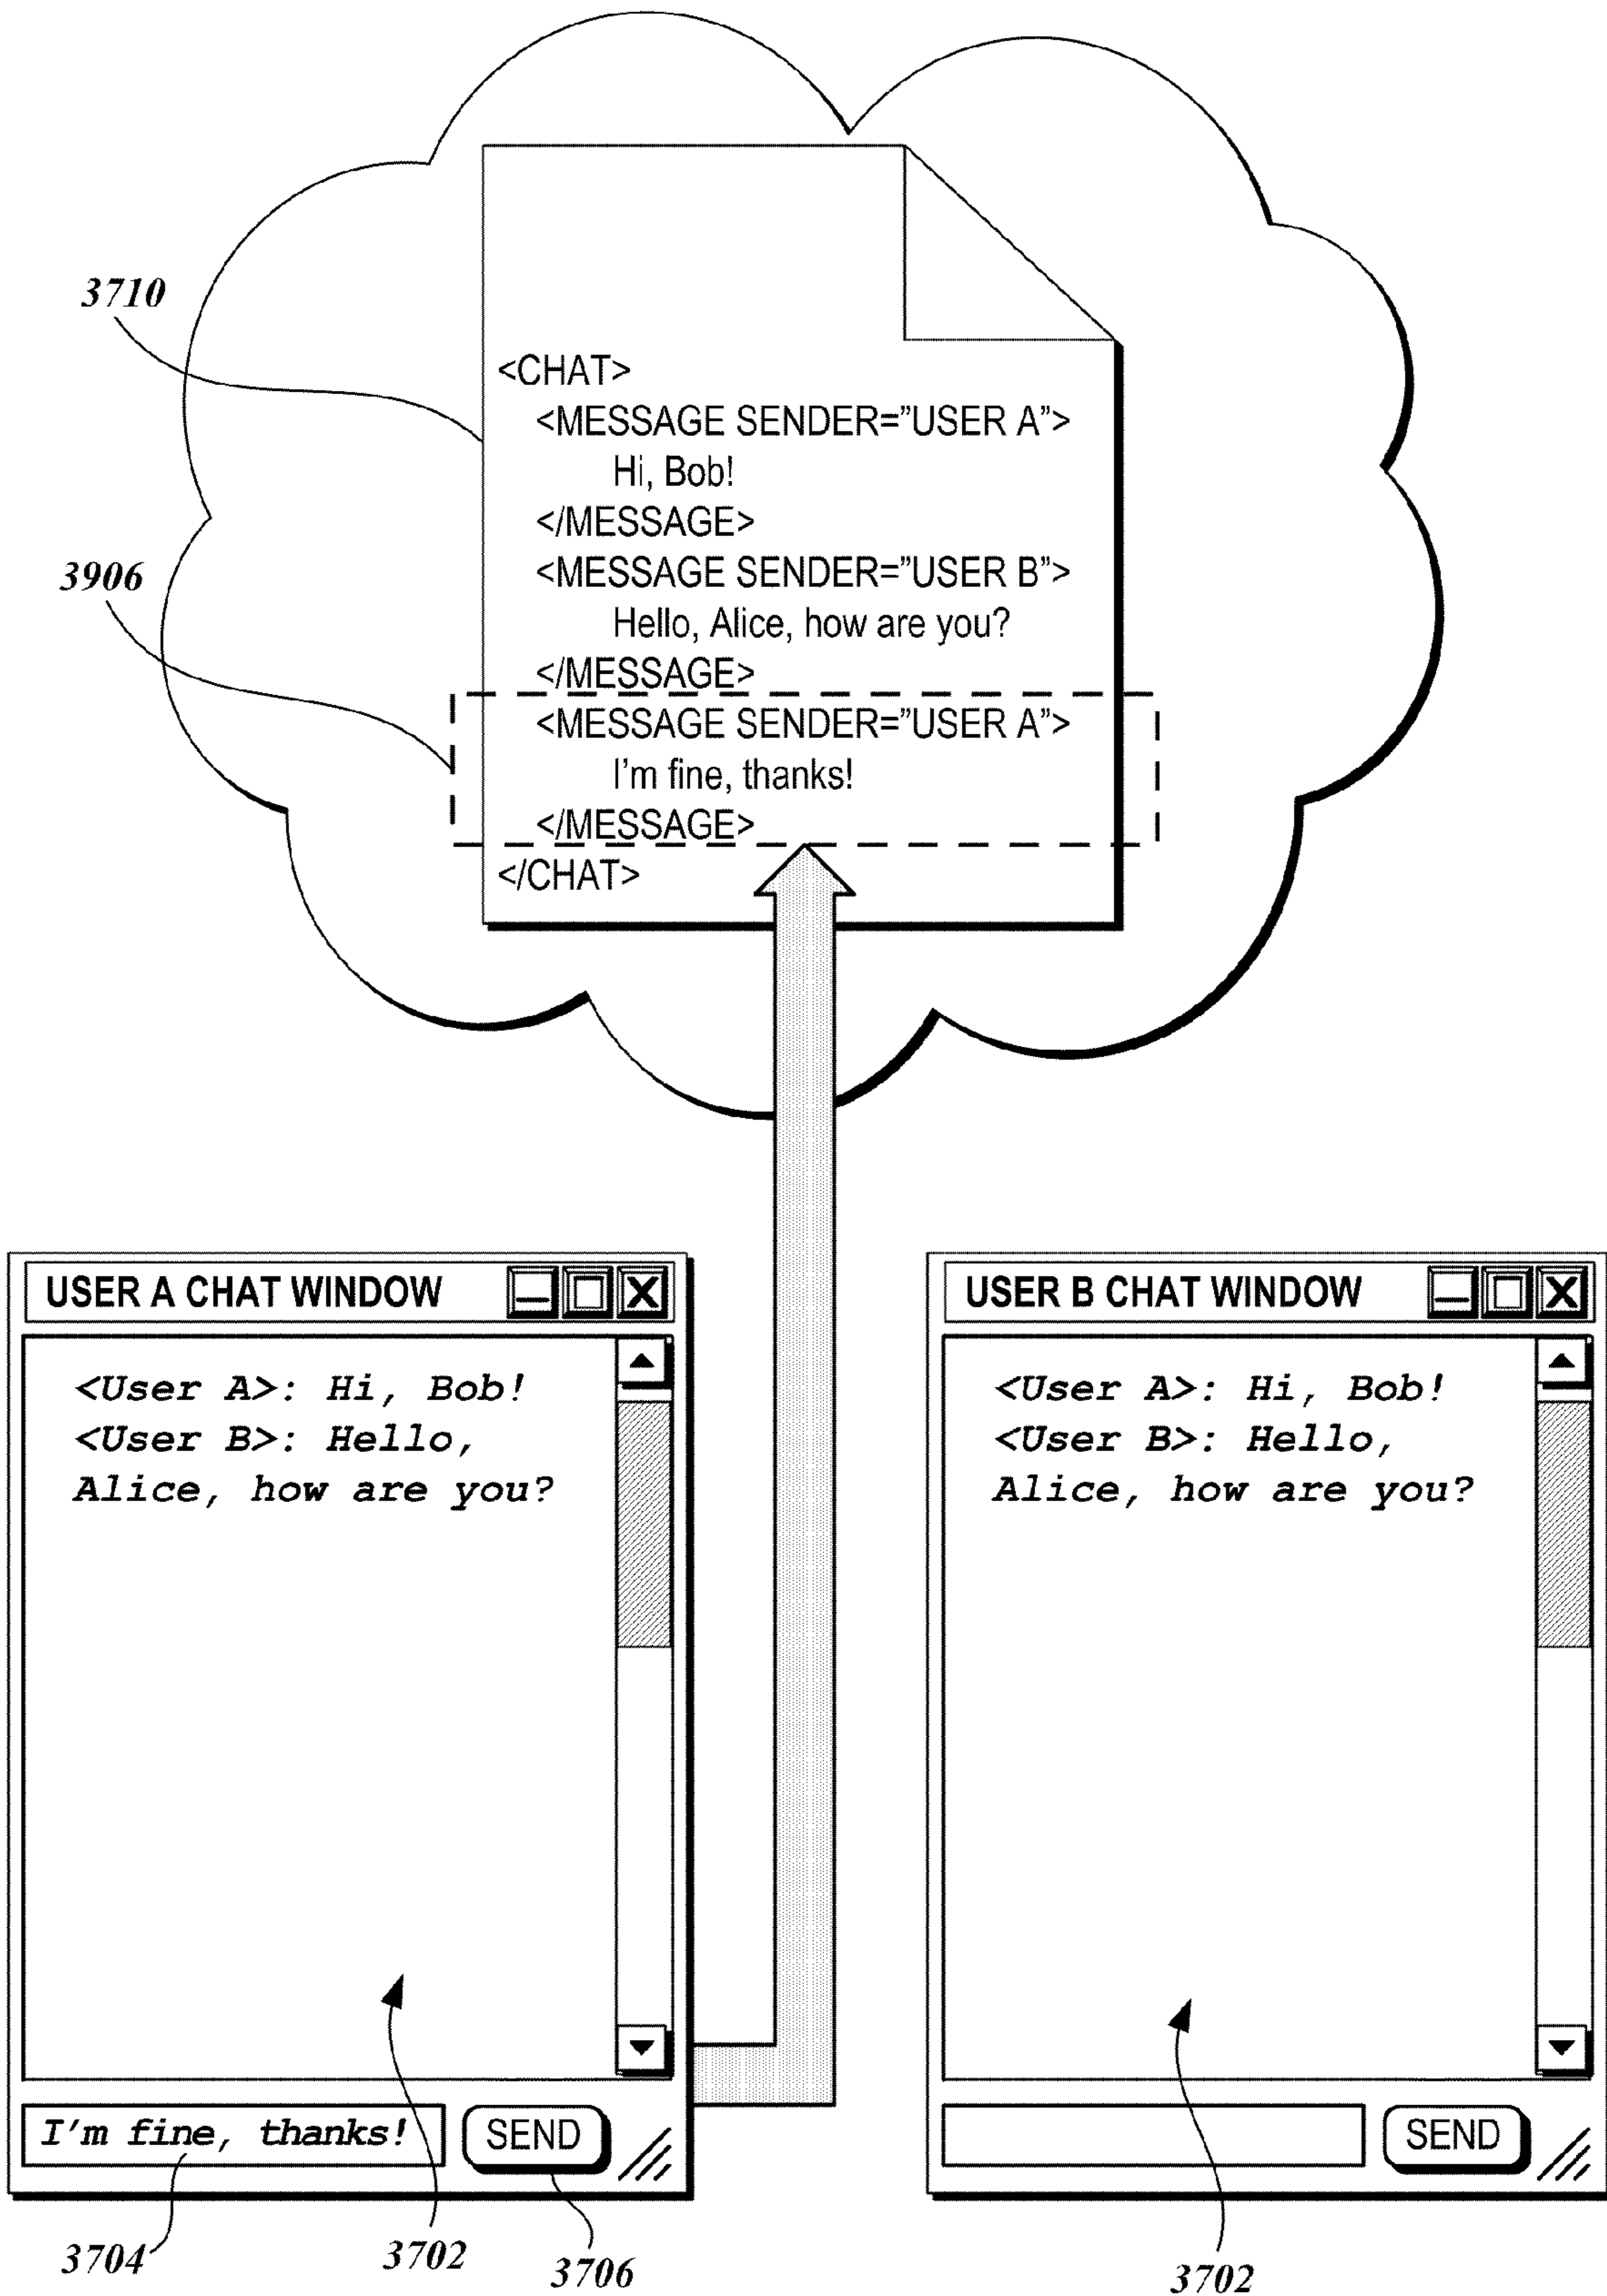 3710
<CHAT>
<MESSAGE SENDER=”USER A”>
Hi, Bob!
</MESSAGE>
3906
<MESSAGE SENDER=”USER B”>
Hello, Alice, how are you?
</MESSAGE>
<MESSAGE SENDER=”USER A”>
I'm fine, thanks!
</MESSAGE>
</CHAT>
USER A CHAT WINDOW
<User A>: Hi, Bob!
<User B>: Hello,
Alice, how are you?
I'm fine, thanks!
SEND
3704
3702
3706
USER B CHAT WINDOW
<User A>: Hi, Bob!
<User B>: Hello,
Alice, how are you?
SEND
3702